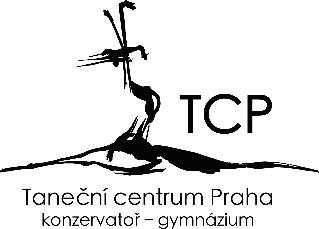 TCP
Taneční centrum Praha
konzervatoř – gymnázium